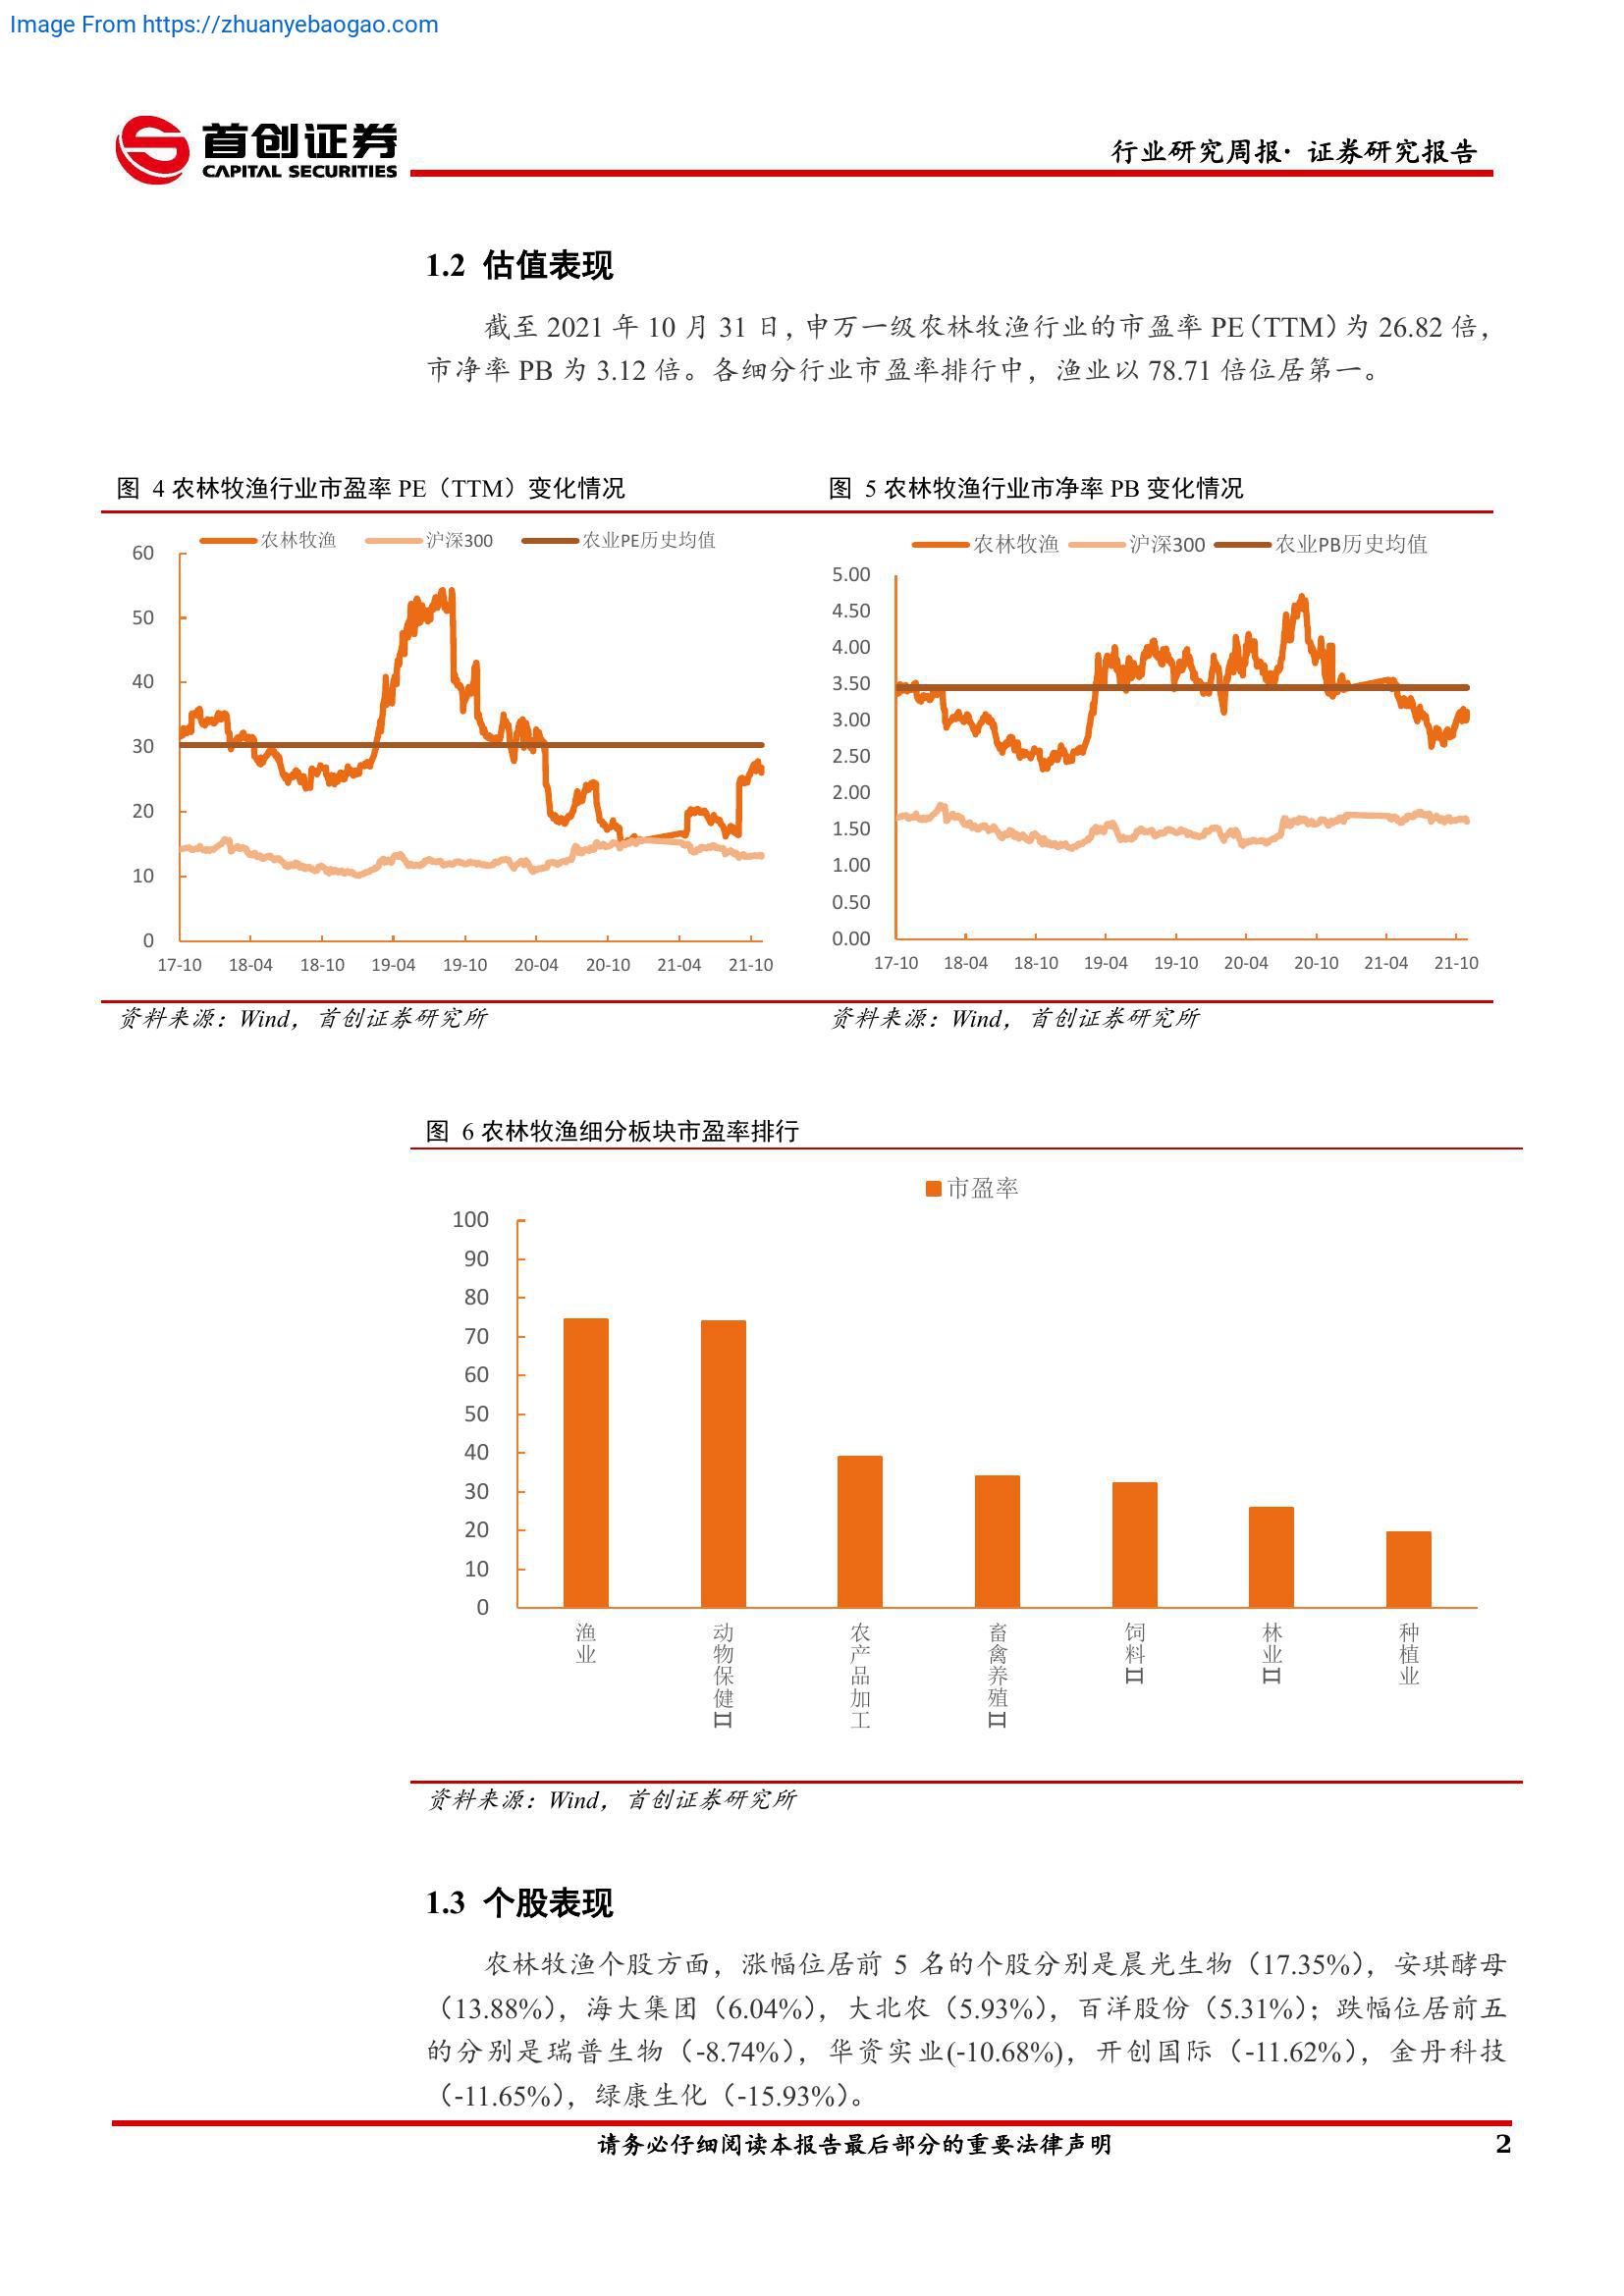 Image From https://zhuanyebaogao.com
首创证券
CAPITAL SECURITIES
行业研究周报· 证券研究报告
1.2 估值表现
截至 2021 年 10 月 31 日，申万一级农林牧渔行业的市盈率 PE（TTM）为 26.82 倍，
市净率 PB 为 3.12 倍。各细分行业市盈率排行中，渔业以 78.71 倍位居第一。
图 4 农林牧渔行业市盈率 PE（TTM）变化情况
农林牧渔 沪深300 农业PE历史均值
60
50
40
30
20
10
0
17-10 18-04 18-10 19-04 19-10 20-04 20-10 21-04 21-10
资料来源：Wind，首创证券研究所
图 5 农林牧渔行业市净率 PB 变化情况
农林牧渔 沪深300 农业PB历史均值
5.00
4.50
4.00
3.50
3.00
2.50
2.00
1.50
1.00
0.50
0.00
17-10 18-04 18-10 19-04 19-10 20-04 20-10 21-04 21-10
资料来源：Wind，首创证券研究所
图 6 农林牧渔细分板块市盈率排行
市盈率
100
90
80
70
60
50
40
30
20
10
0
渔业
动物保健Ⅱ
农产品加工
畜禽养殖Ⅱ
饲料Ⅱ
林业Ⅱ
种植业
资料来源：Wind，首创证券研究所
1.3 个股表现
农林牧渔个股方面，涨幅位居前 5 名的个股分别是晨光生物（17.35%），安琪酵母
（13.88%），海大集团（6.04%），大北农（5.93%），百洋股份（5.31%）；跌幅位居前五
的分别是瑞普生物（-8.74%），华资实业(-10.68%)，开创国际（-11.62%），金丹科技
（-11.65%），绿康生化（-15.93%）。
请务必仔细阅读本报告最后部分的重要法律声明
2